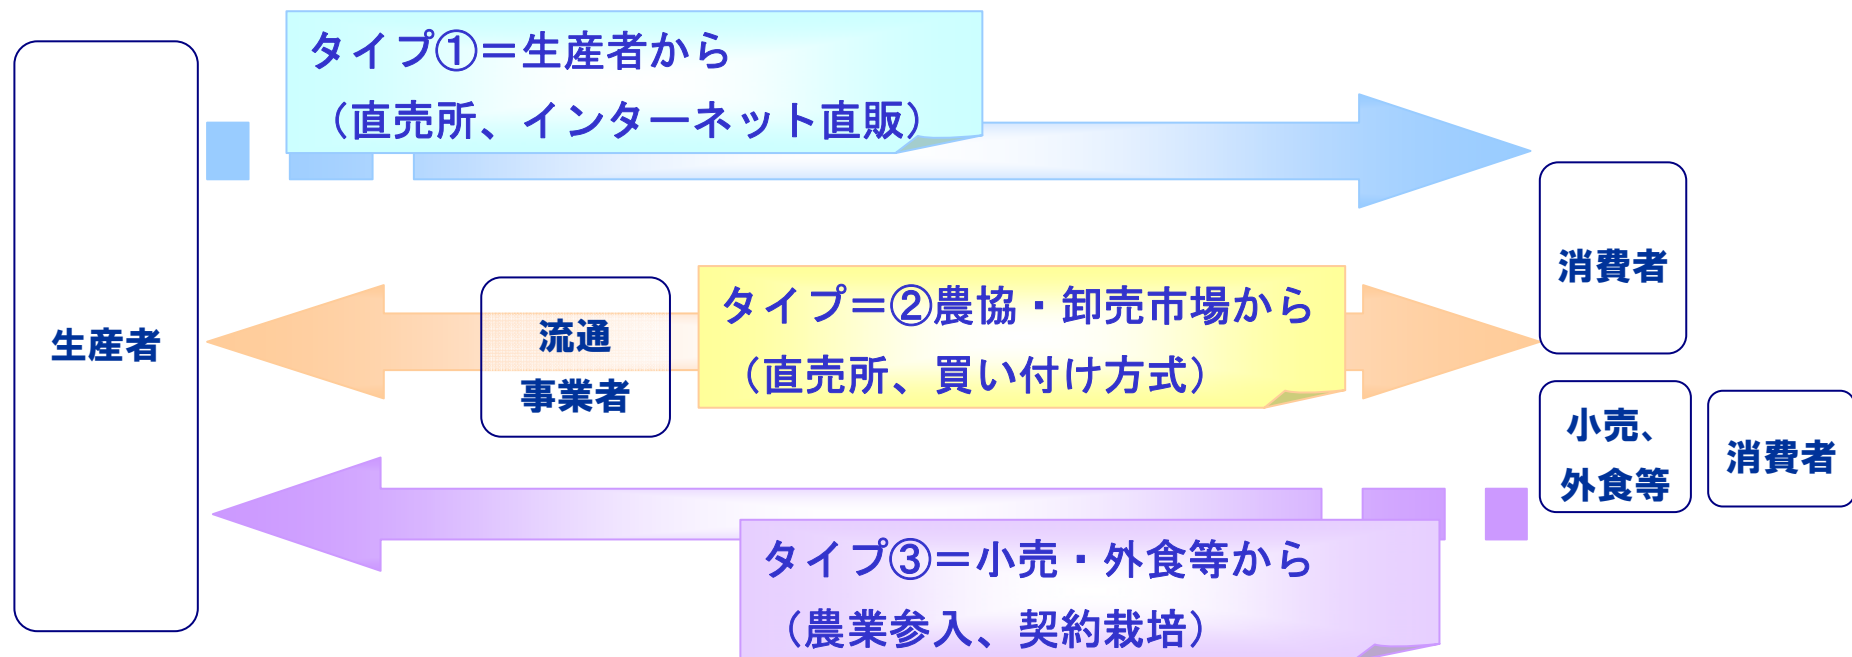 タイプ①＝生産者から
（直売所、インターネット直販）
生産者
流通
事業者
タイプ＝②農協・卸売市場から
（直売所、買い付け方式）
消費者
小売、
外食等
消費者
タイプ③＝小売・外食等から
（農業参入、契約栽培）